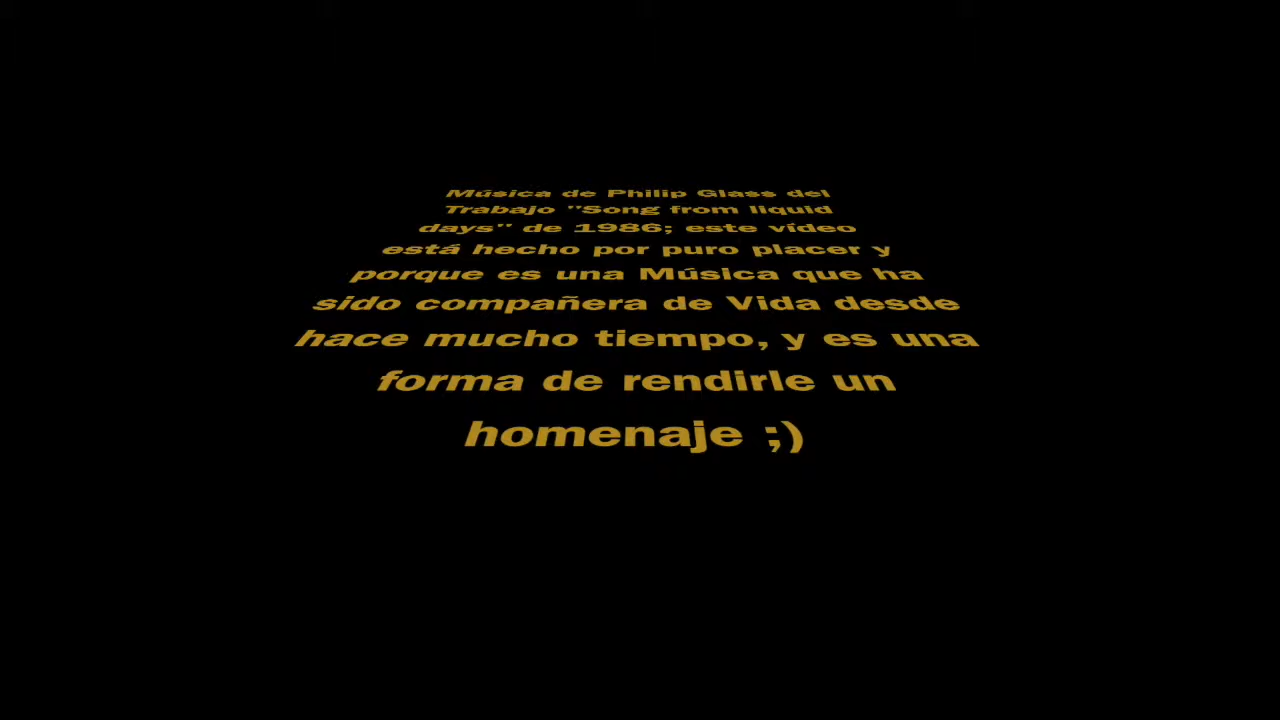 Música de Philip Glass del
Trabajo "Song from liquid
days" de 1986; este vídeo
está hecho por puro placer y
porque es una Música que ha
sido compañera de Vida desde
hace mucho tiempo, y es una
forma de rendirle un
homenaje ;)